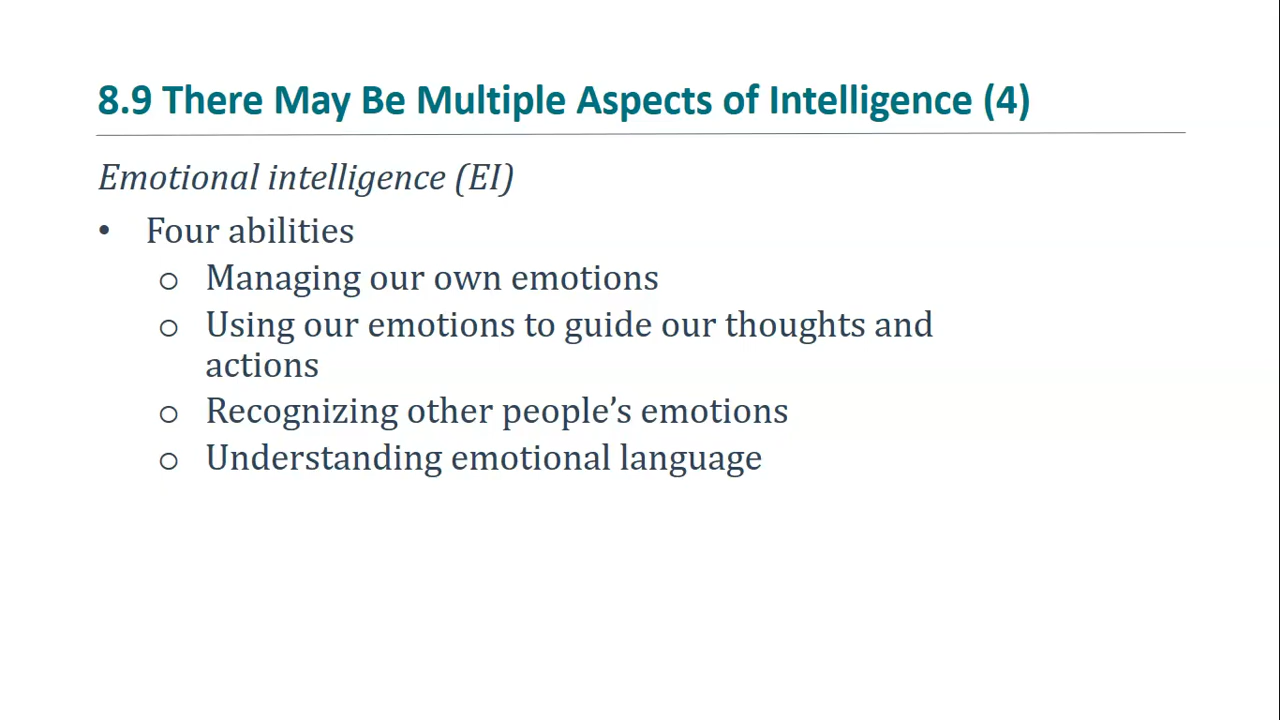 8.9 There May Be Multiple Aspects of Intelligence (4)
Emotional intelligence (EI)
• Four abilities
o Managing our own emotions
o Using our emotions to guide our thoughts and
actions
o Recognizing other people’s emotions
o Understanding emotional language